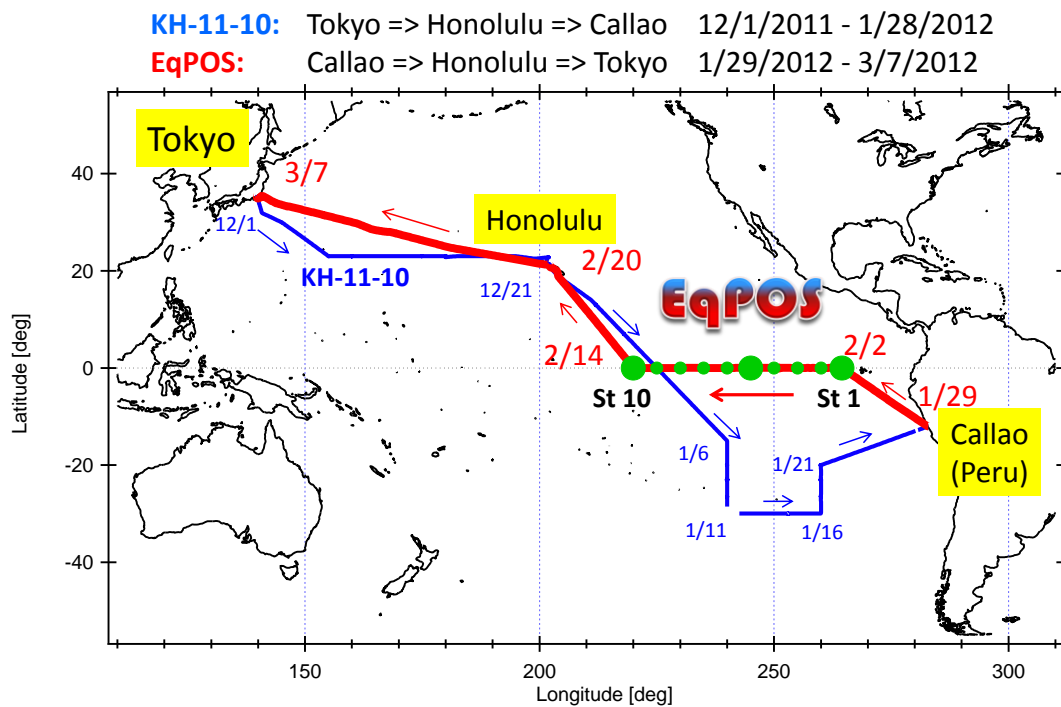 KH-11-10: Tokyo => Honolulu => Callao 12/1/2011 - 1/28/2012
EqPOS: Callao => Honolulu => Tokyo 1/29/2012 - 3/7/2012
Tokyo
3/7
40
Honolulu
12/1
2/20
20
KH-11-10
12/21
EqPOS
2/14
2/2
0
St 10
St 1
1/29
Callao
(Peru)
1/6
1/21
-20
1/11
1/16
-40
Latitude [deg]
150
200
250
300
Longitude [deg]